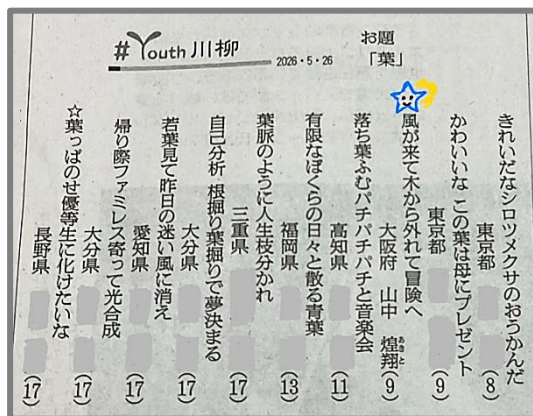 #Youth川柳
2026・5・26
お題
「葉」
きれいだなシロツメクサのおうかんだ
東京都 (8)
かわいいな この葉は母にプレゼント
東京都 (9)
風が来て木から外れて冒険へ
大阪府 山中 煌翔 (9)
あきと
落ち葉ふむパチパチパチと音楽会
高知県 (11)
有限なぼくらの日々と散る青葉
福岡県 (13)
葉脈のように人生枝分かれ
三重県 (17)
自己分析 根掘り葉掘りで夢決まる
大分県 (17)
若葉見て昨日の迷い風に消え
愛知県 (17)
帰り際ファミレス寄って光合成
大分県 (17)
☆葉っぱのせ優等生に化けたいな
長野県 (17)